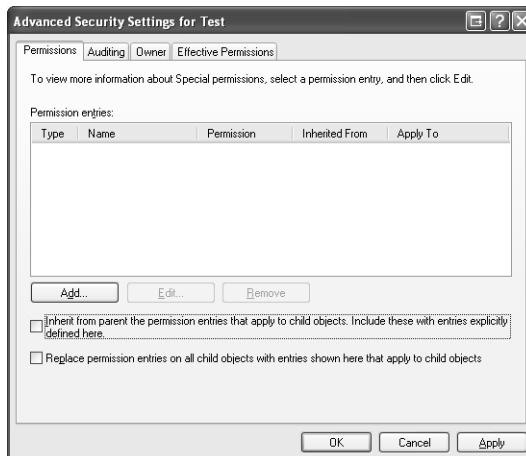 Advanced Security Settings for Test
Permissions Auditing Owner Effective Permissions
To view more information about Special permissions, select a permission entry, and then click Edit.
Permission entries:
Type Name Permission Inherited From Apply To
Add... Edit... Remove
Inherit from parent the permission entries that apply to child objects. Include these with entries explicitly
defined here.
Replace permission entries on all child objects with entries shown here that apply to child objects
OK Cancel Apply